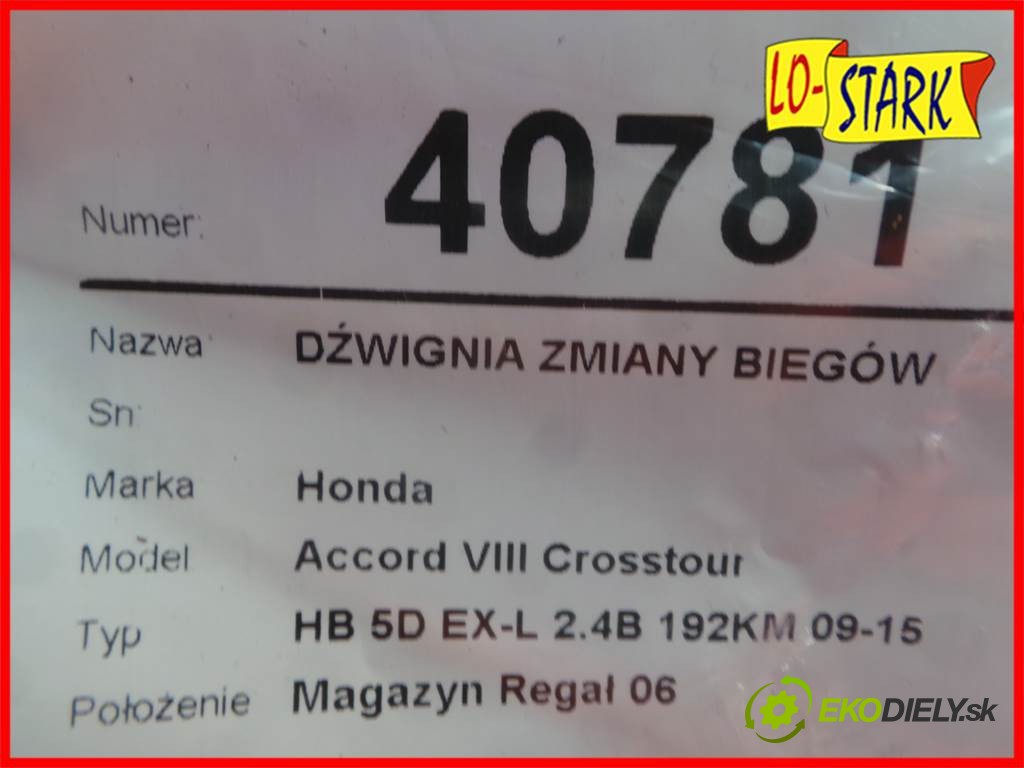 LO-STARK
Numer: 40781
Nazwa: DŹWIGNIA ZMIANY BIEGÓW
Sn:
Marka Honda
Model Accord VIII Crosstour
Typ HB 5D EX-L 2.4B 192KM 09-15
Położenie Magazyn Regał 06
EKODIELY.sk